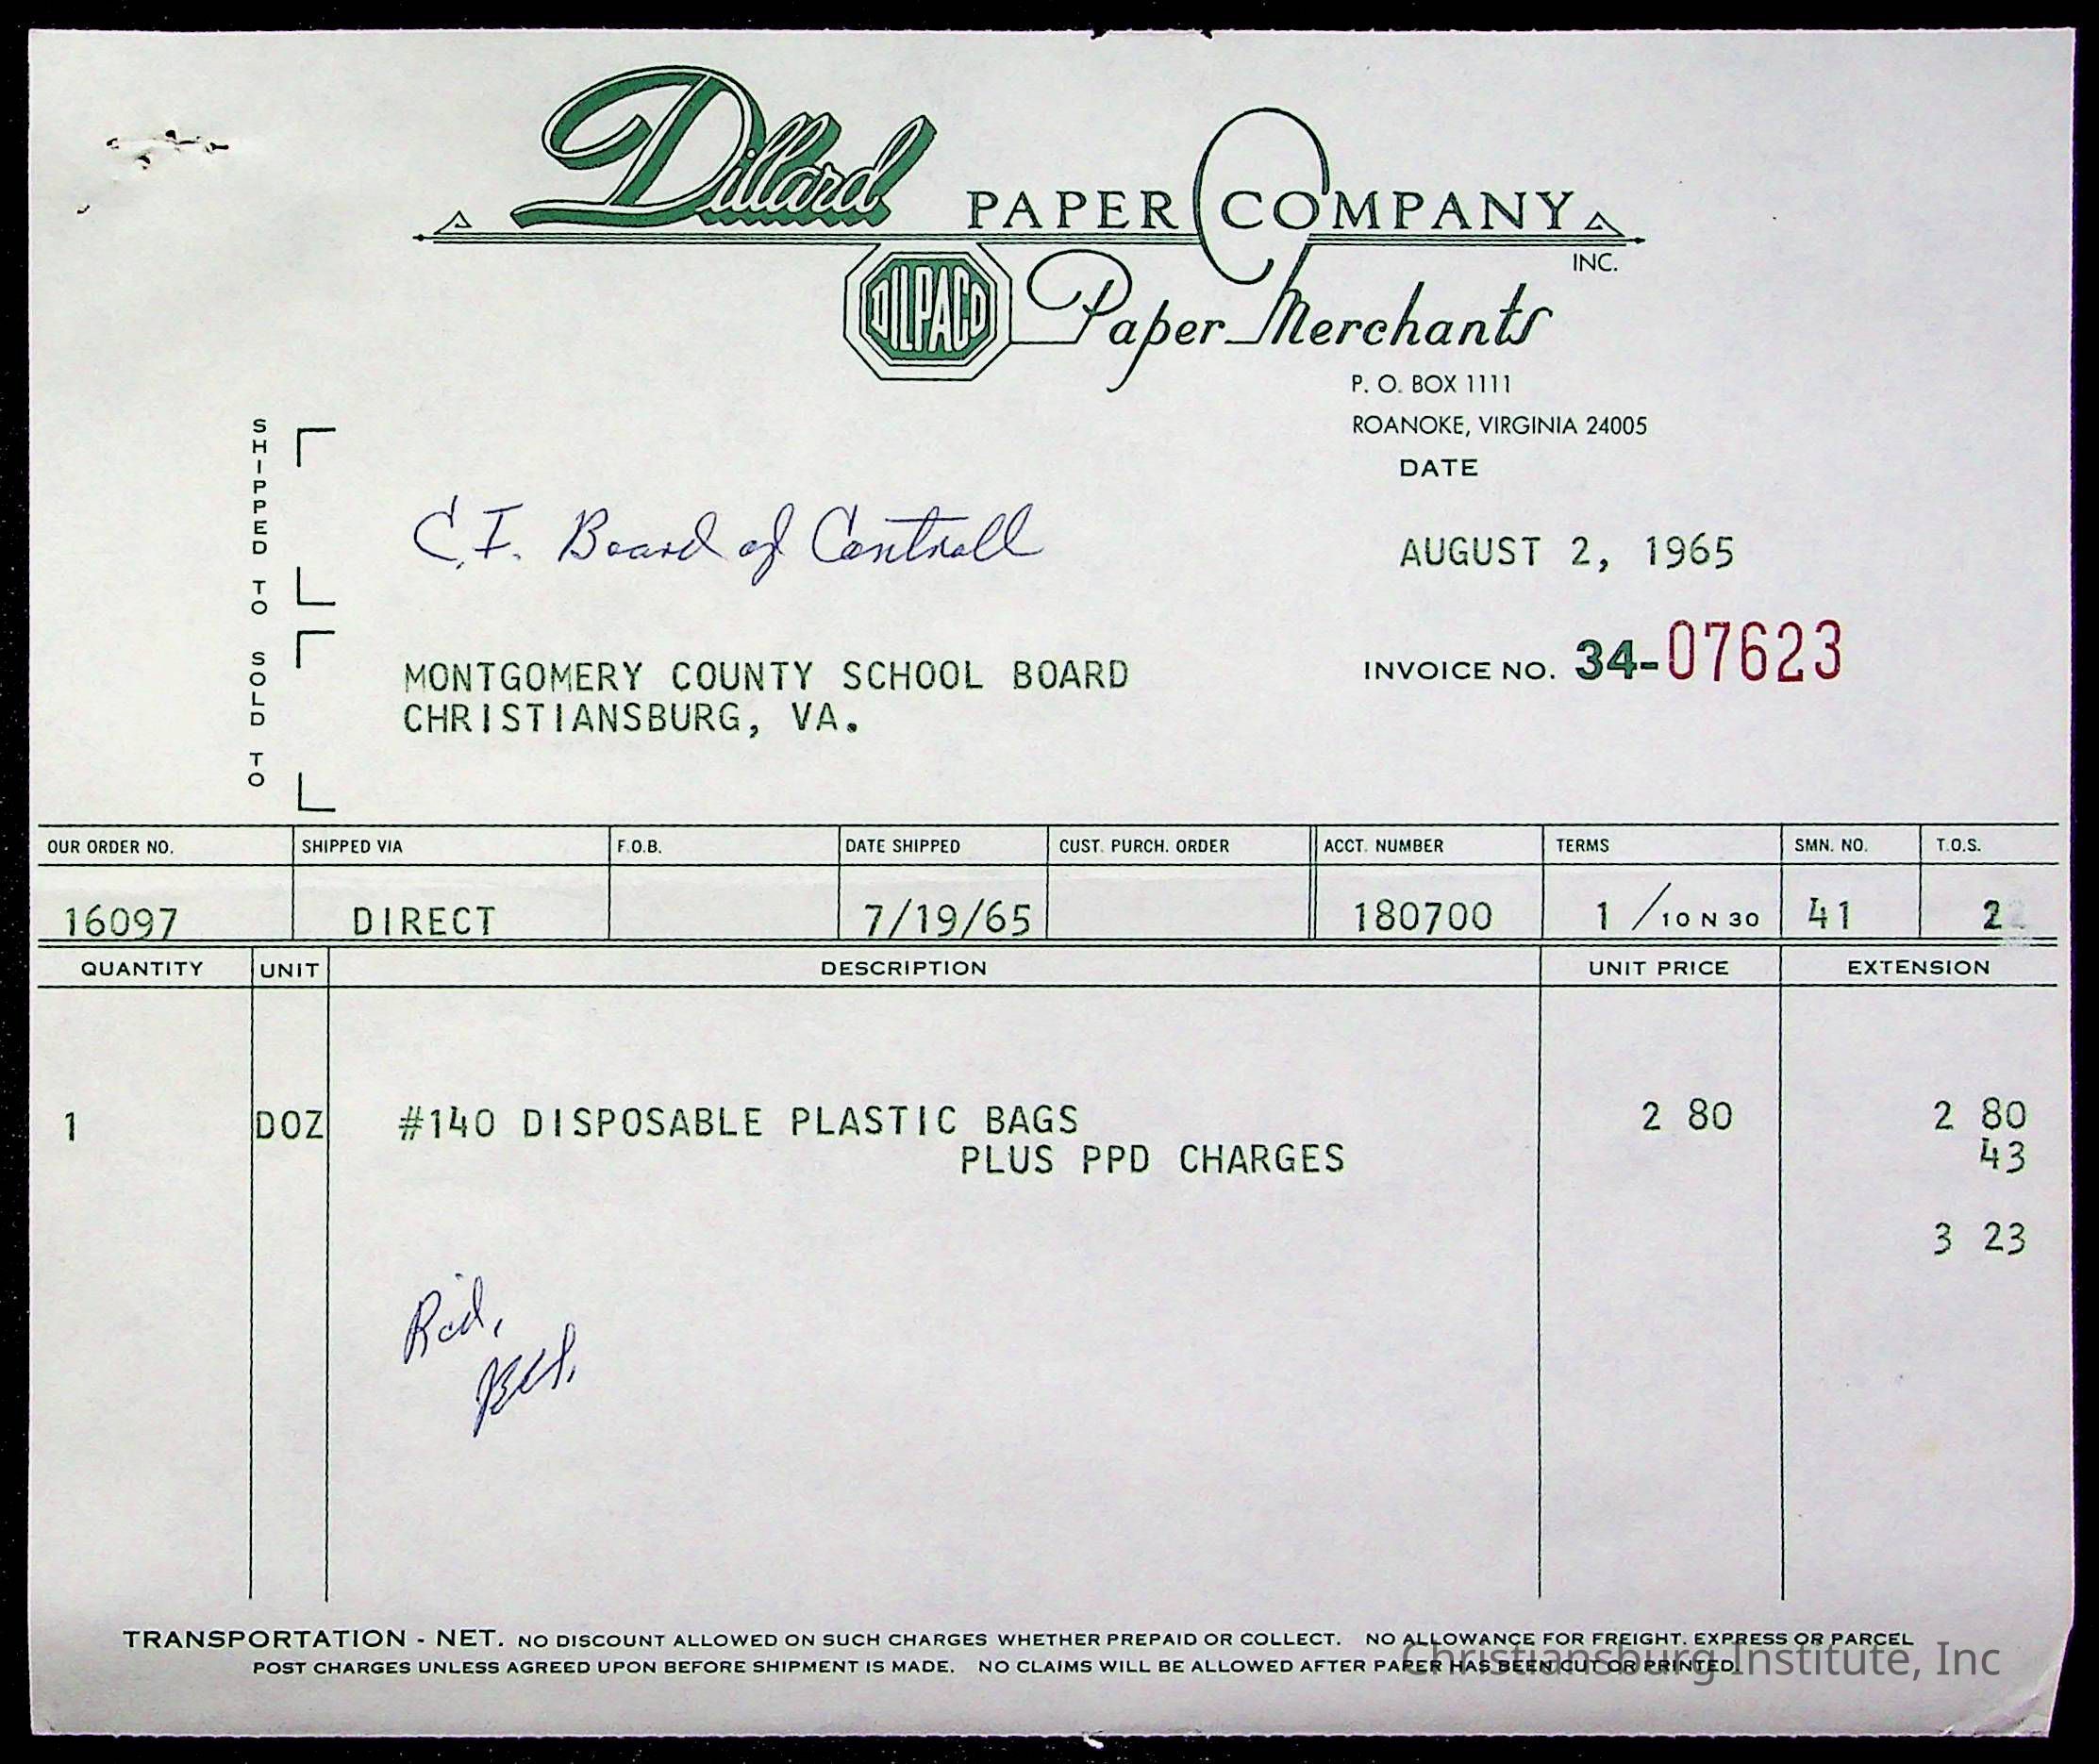 Dillard PAPER COMPANY
INC.
DILPACO Paper Merchants
P. O. BOX 1111
ROANOKE, VIRGINIA 24005
DATE
SHIPPED TO
C.I. Board of Controll
AUGUST 2, 1965
INVOICE NO. 34-07623
SOLD TO
MONTGOMERY COUNTY SCHOOL BOARD
CHRISTIANSBURG, VA.
OUR ORDER NO. SHIPPED VIA F.O.B. DATE SHIPPED CUST. PURCH. ORDER ACCT. NUMBER TERMS SMN. NO. T.O.S.
16097 DIRECT 7/19/65 180700 1 / 10 N 30 41 2
QUANTITY UNIT DESCRIPTION UNIT PRICE EXTENSION
1 DOZ #140 DISPOSABLE PLASTIC BAGS 2 80 2 80
PLUS PPD CHARGES 43
3 23
TRANSPORTATION - NET. NO DISCOUNT ALLOWED ON SUCH CHARGES WHETHER PREPAID OR COLLECT. NO ALLOWANCE FOR FREIGHT. EXPRESS OR PARCEL
POST CHARGES UNLESS AGREED UPON BEFORE SHIPMENT IS MADE. NO CLAIMS WILL BE ALLOWED AFTER PAPER HAS BEEN CUT OR PRINTED.
Christiansburg Institute, Inc